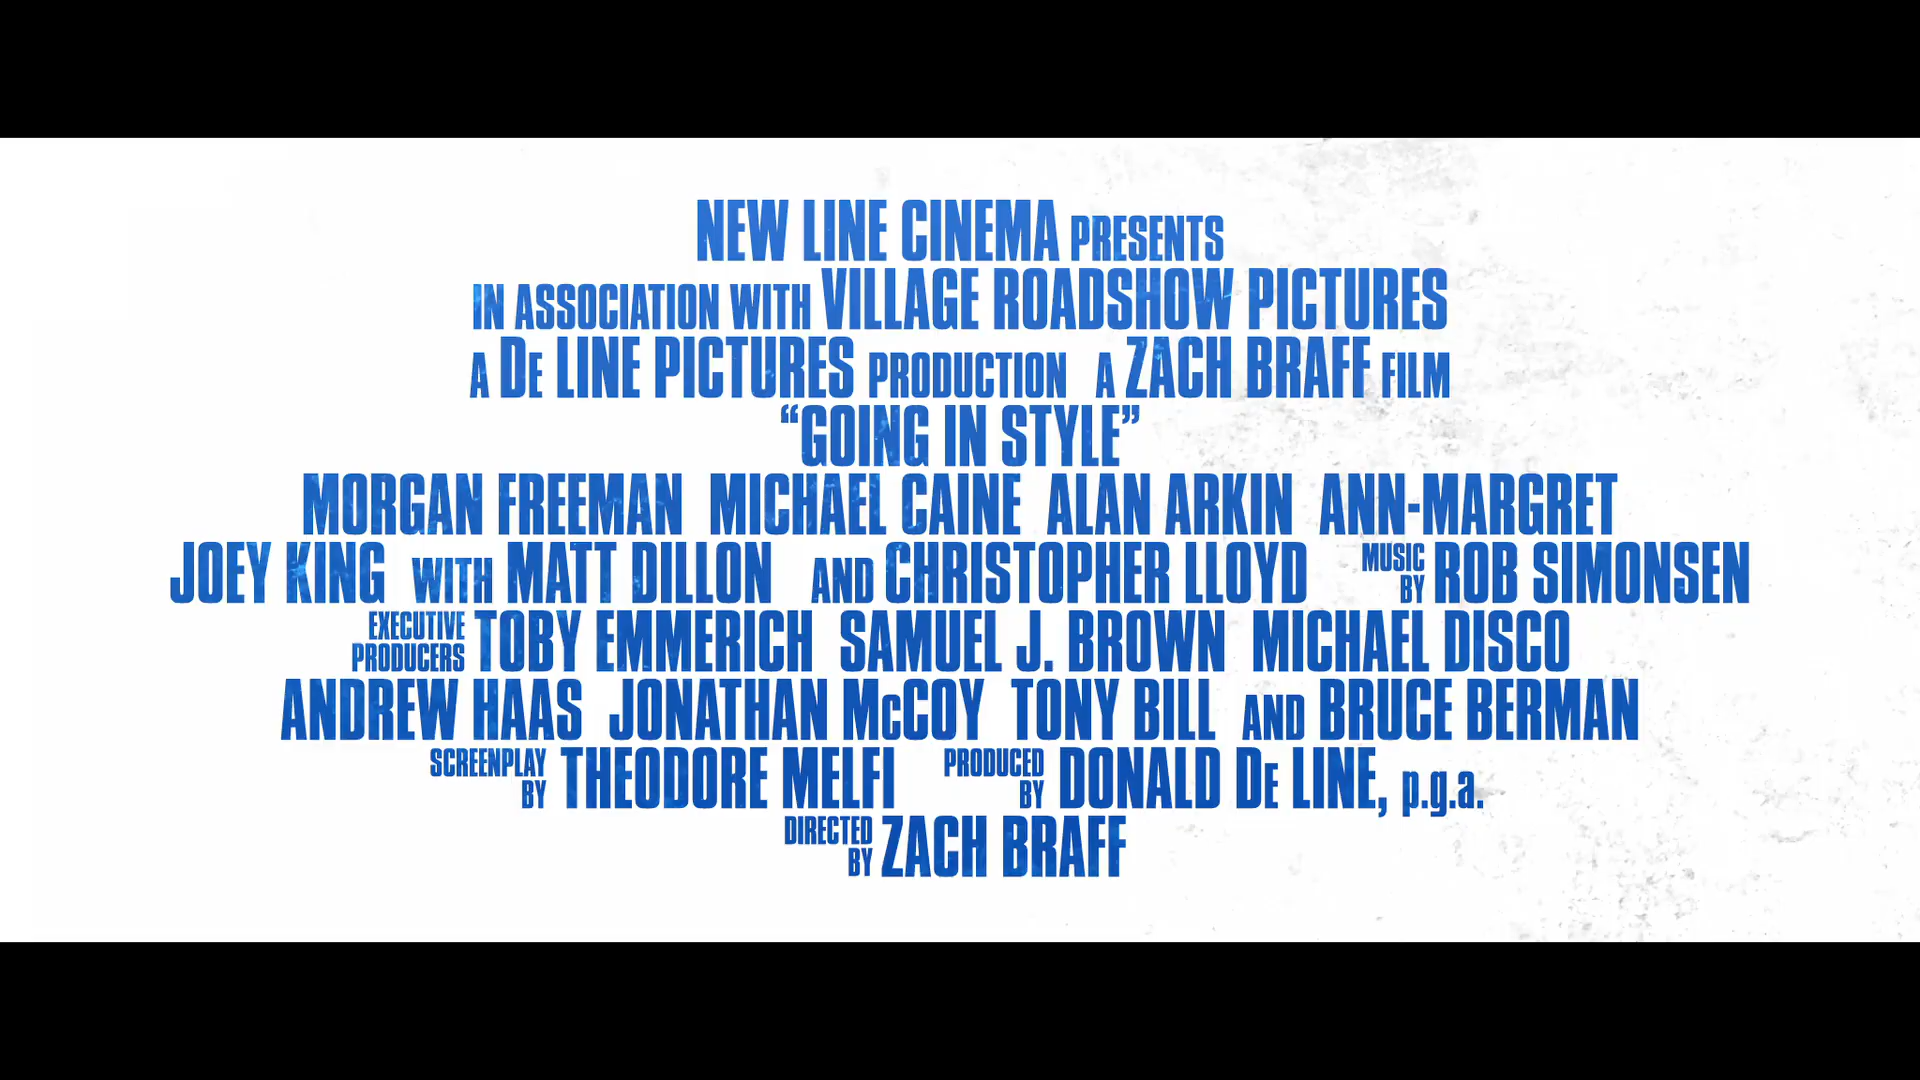 NEW LINE CINEMA PRESENTS
IN ASSOCIATION WITH VILLAGE ROADSHOW PICTURES
A De LINE PICTURES PRODUCTION A ZACH BRAFF FILM
“GOING IN STYLE”
MORGAN FREEMAN MICHAEL CAINE ALAN ARKIN ANN-MARGRET
JOEY KING WITH MATT DILLON AND CHRISTOPHER LLOYD MUSIC BY ROB SIMONSEN
EXECUTIVE PRODUCERS TOBY EMMERICH SAMUEL J. BROWN MICHAEL DISCO
ANDREW HAAS JONATHAN McCOY TONY BILL AND BRUCE BERMAN
SCREENPLAY BY THEODORE MELFI PRODUCED BY DONALD De LINE, p.g.a.
DIRECTED BY ZACH BRAFF